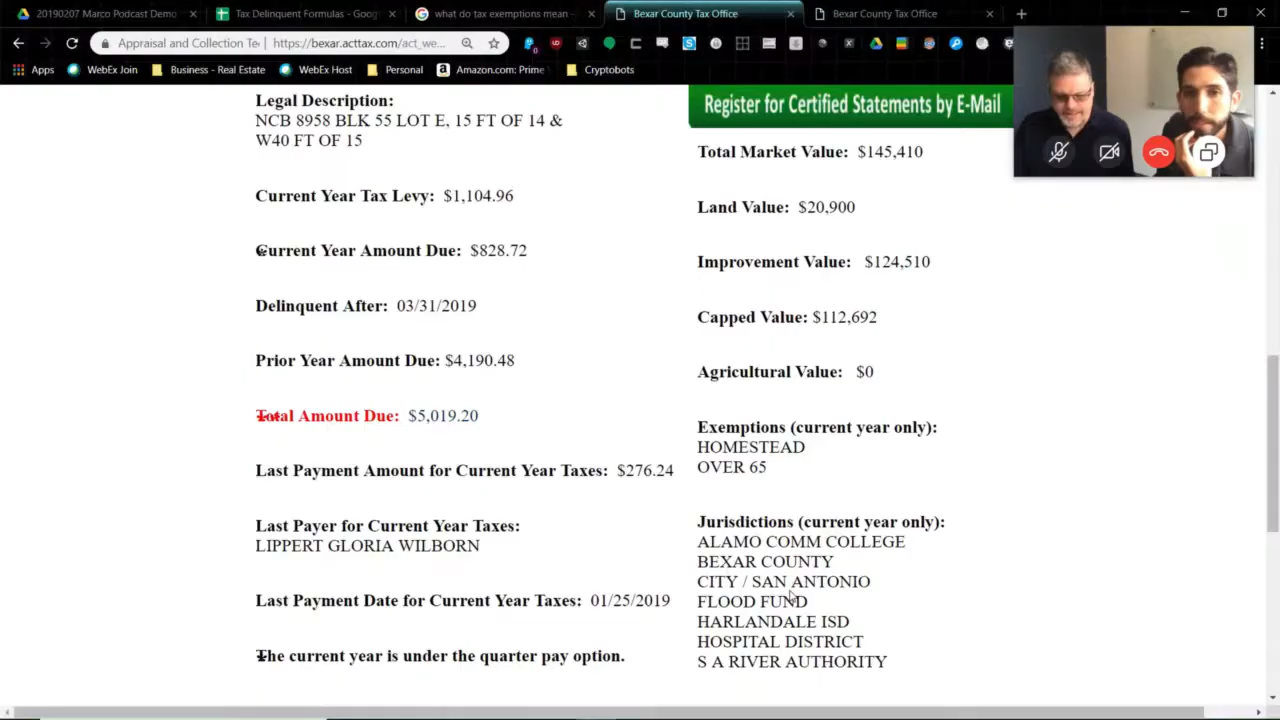 20190207 Marco Podcast Demo
Tax Delinquent Formulas - Goog
what do tax exemptions mean -
Bexar County Tax Office
Bexar County Tax Office
Appraisal and Collection Te
https://bexar.acttax.com/act_we...
Apps
WebEx Join
Business - Real Estate
WebEx Host
Personal
Amazon.com: Prime
Cryptobots
Legal Description:
NCB 8958 BLK 55 LOT E, 15 FT OF 14 &
W40 FT OF 15
Current Year Tax Levy: $1,104.96
Current Year Amount Due: $828.72
Delinquent After: 03/31/2019
Prior Year Amount Due: $4,190.48
Total Amount Due: $5,019.20
Last Payment Amount for Current Year Taxes: $276.24
Last Payer for Current Year Taxes:
LIPPERT GLORIA WILBORN
Last Payment Date for Current Year Taxes: 01/25/2019
The current year is under the quarter pay option.
Register for Certified Statements by E-Mail
Total Market Value: $145,410
Land Value: $20,900
Improvement Value: $124,510
Capped Value: $112,692
Agricultural Value: $0
Exemptions (current year only):
HOMESTEAD
OVER 65
Jurisdictions (current year only):
ALAMO COMM COLLEGE
BEXAR COUNTY
CITY / SAN ANTONIO
FLOOD FUND
HARLANDALE ISD
HOSPITAL DISTRICT
S A RIVER AUTHORITY